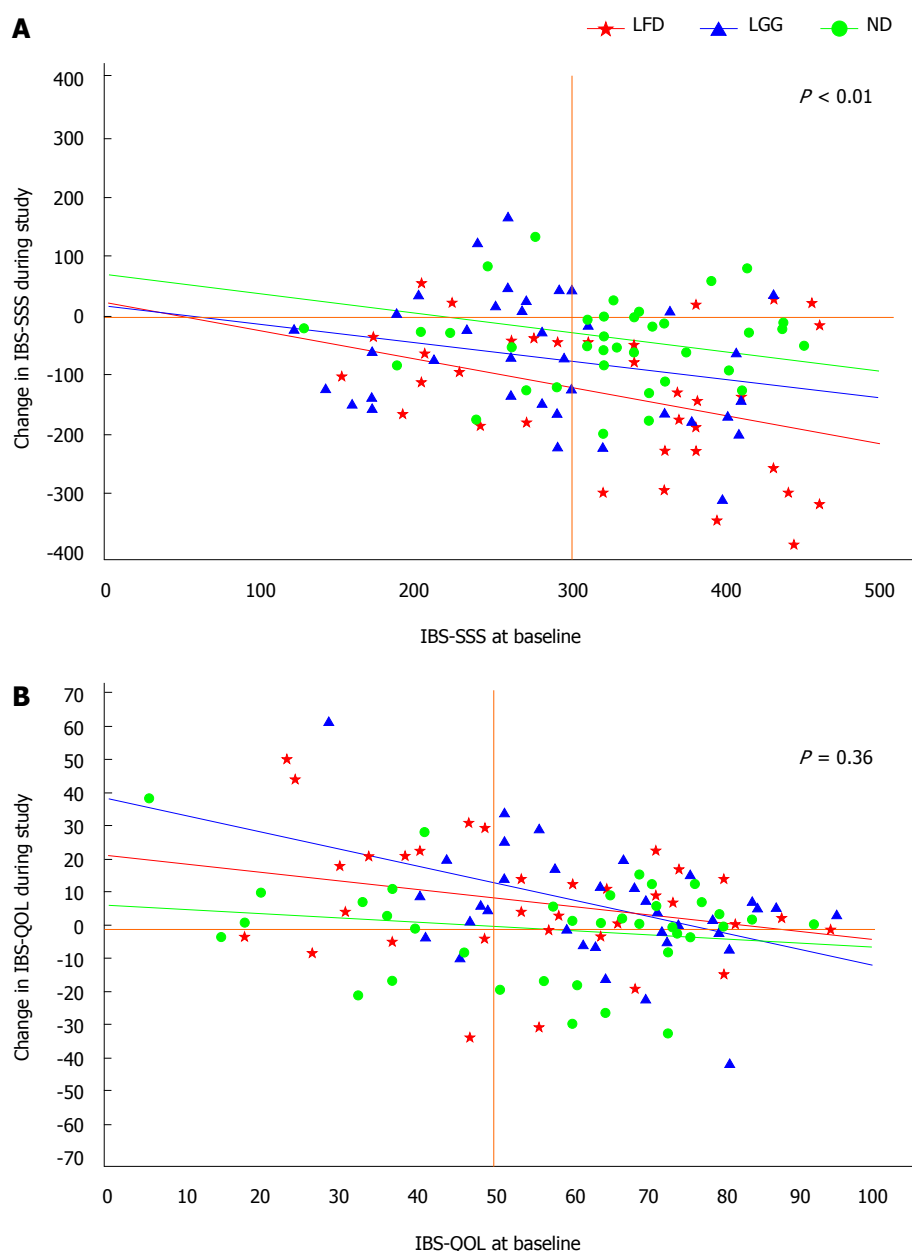 A
LFD LGG ND
P < 0.01
Change in IBS-SSS during study
400
300
200
100
0
-100
-200
-300
-400
0 100 200 300 400 500
IBS-SSS at baseline
B
P = 0.36
Change in IBS-QOL during study
70
60
50
40
30
20
10
0
-10
-20
-30
-40
-50
-60
-70
0 10 20 30 40 50 60 70 80 90 100
IBS-QOL at baseline